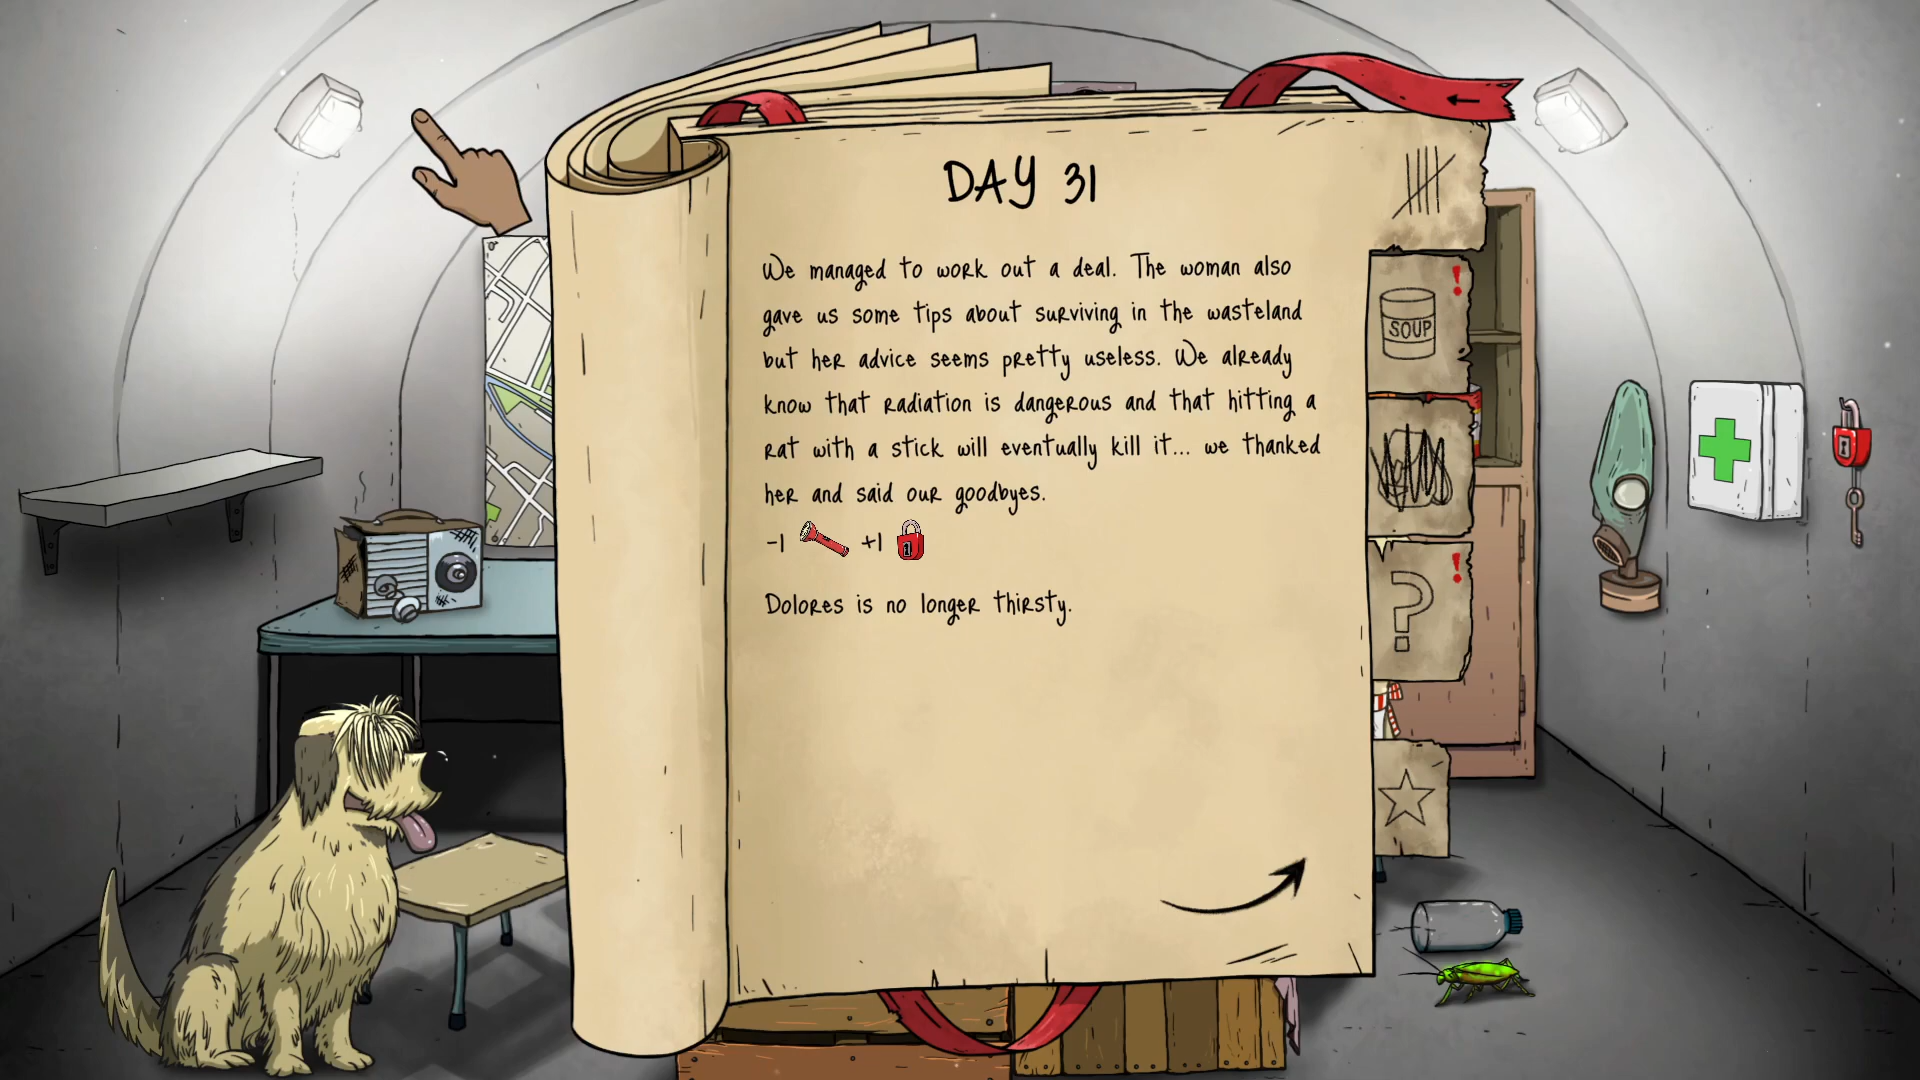 DAY 31
We managed to work out a deal. The woman also
gave us some tips about surviving in the wasteland
but her advice seems pretty useless. We already
know that radiation is dangerous and that hitting a
rat with a stick will eventually kill it... we thanked
her and said our goodbyes.
-1 +1
Dolores is no longer thirsty.
!
SOUP
!
?